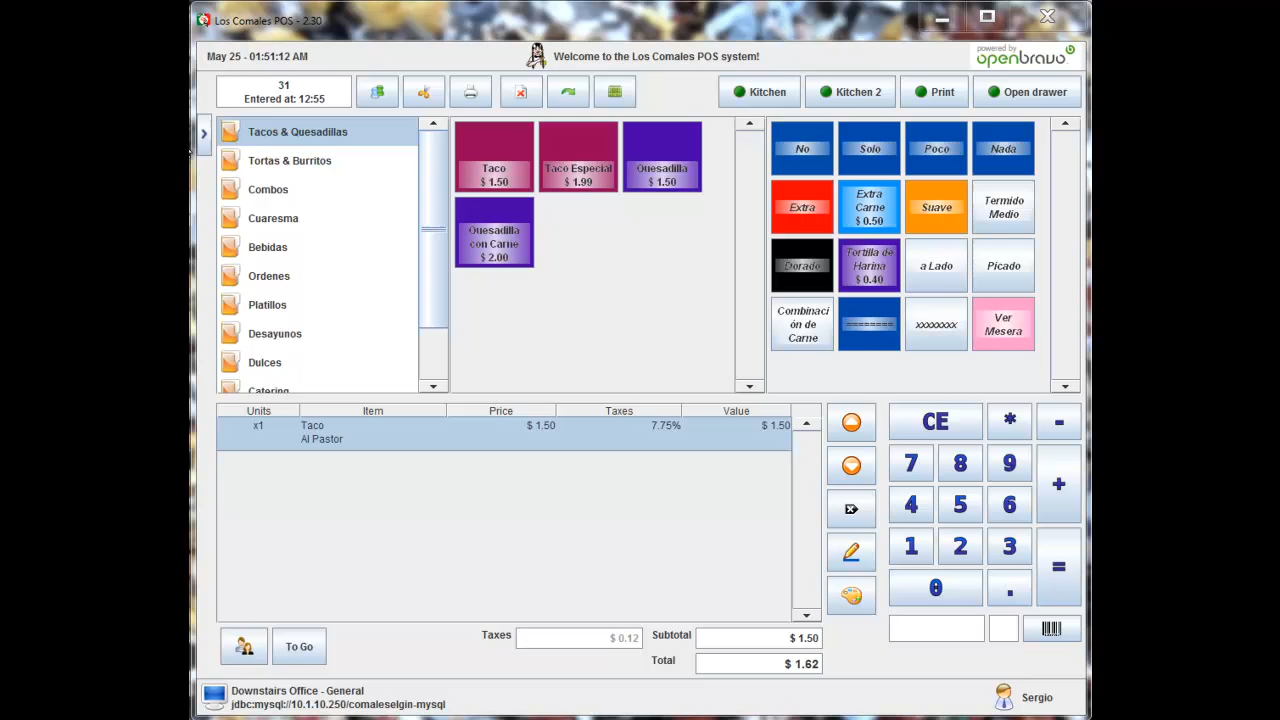 Los Comales POS - 2.30
May 25 - 01:51:12 AM
Welcome to the Los Comales POS system!
powered by
openbravo
31
Entered at: 12:55
Kitchen
Kitchen 2
Print
Open drawer
Tacos & Quesadillas
Tortas & Burritos
Combos
Cuaresma
Bebidas
Ordenes
Platillos
Desayunos
Dulces
Catering
Taco
$ 1.50
Taco Especial
$ 1.99
Quesadilla
$ 1.50
Quesadilla
con Carne
$ 2.00
No
Solo
Poco
Nada
Extra
Extra
Carne
$ 0.50
Suave
Termido
Medio
Dorado
Tortilla de
Harina
$ 0.40
a Lado
Picado
Combinaci
ón de
Carne
========
xxxxxxxx
Ver
Mesera
Units Item Price Taxes Value
x1 Taco $ 1.50 7.75% $ 1.50
Al Pastor
CE * -
7 8 9 +
4 5 6
1 2 3 =
0 .
To Go
Taxes $ 0.12
Subtotal $ 1.50
Total $ 1.62
Downstairs Office - General
jdbc:mysql://10.1.10.250/comaleselgin-mysql
Sergio